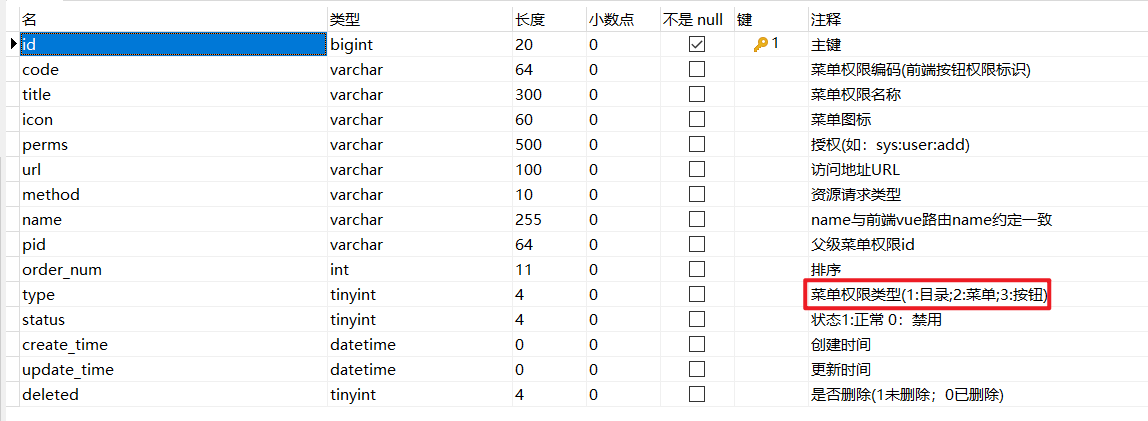 名 类型 长度 小数点 不是 null 键 注释
id bigint 20 0 1 主键
code varchar 64 0 菜单权限编码(前端按钮权限标识)
title varchar 300 0 菜单权限名称
icon varchar 60 0 菜单图标
perms varchar 500 0 授权(如：sys:user:add)
url varchar 100 0 访问地址URL
method varchar 10 0 资源请求类型
name varchar 255 0 name与前端vue路由name约定一致
pid varchar 64 0 父级菜单权限id
order_num int 11 0 排序
type tinyint 4 0 菜单权限类型(1:目录;2:菜单;3:按钮)
status tinyint 4 0 状态1:正常 0：禁用
create_time datetime 0 0 创建时间
update_time datetime 0 0 更新时间
deleted tinyint 4 0 是否删除(1未删除；0已删除)